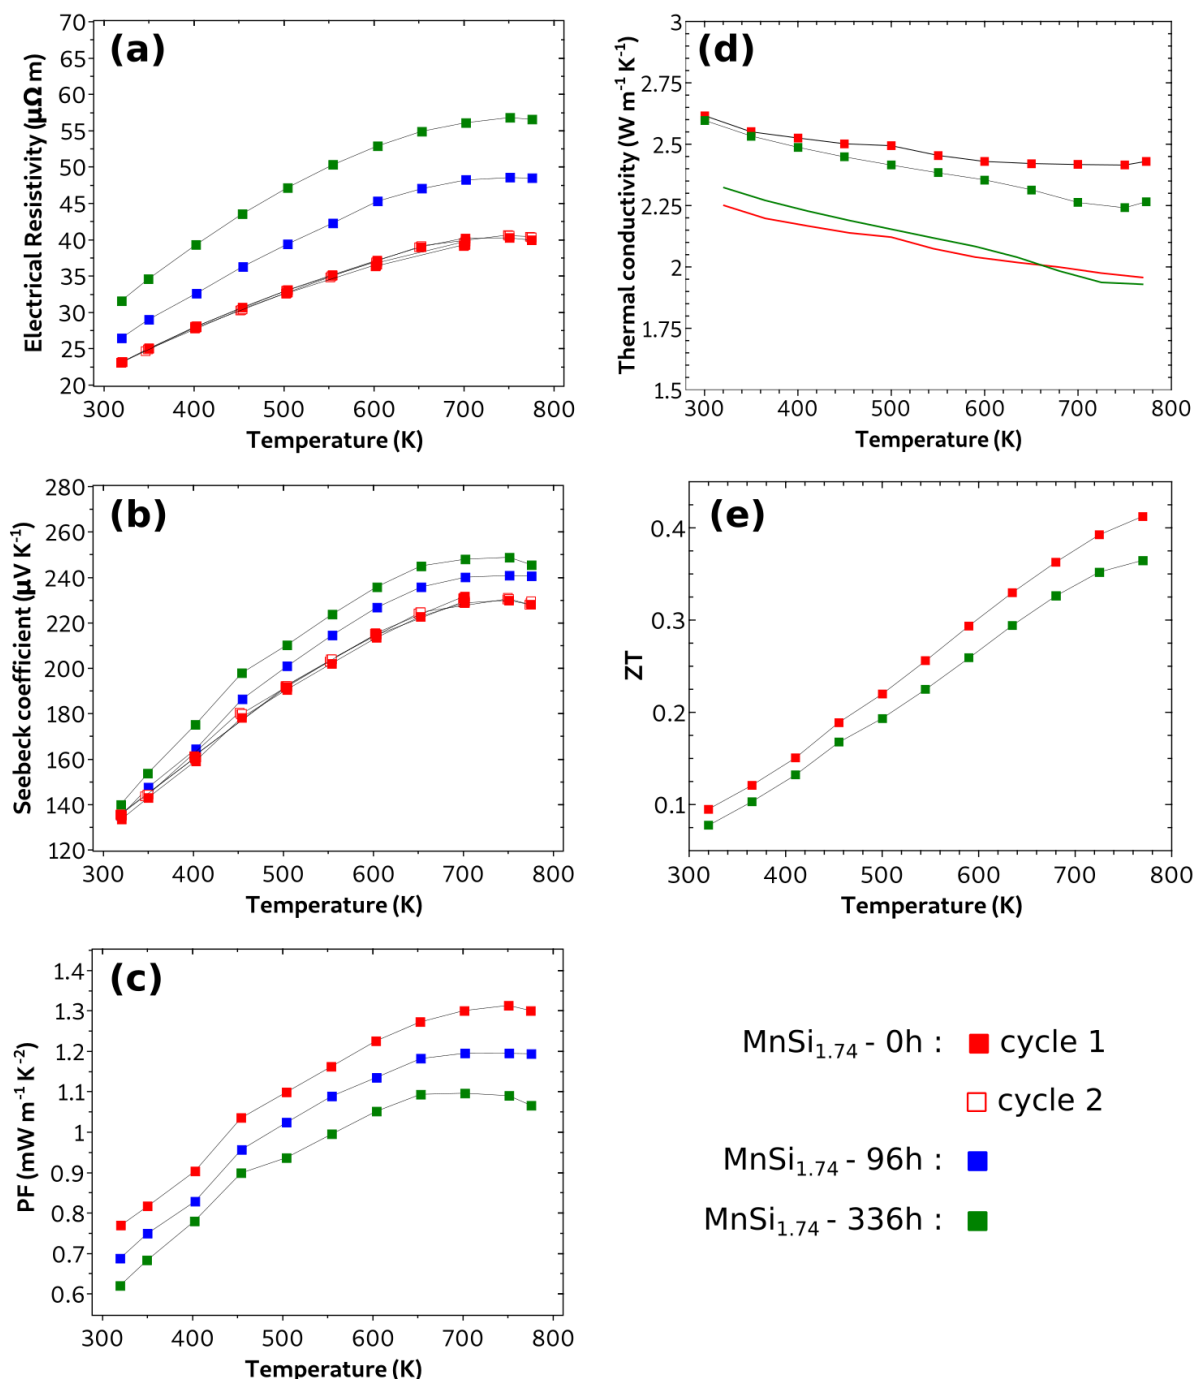 (a)
Electrical Resistivity (μΩ m)
70
65
60
55
50
45
40
35
30
25
20
300 400 500 600 700 800
Temperature (K)
(d)
Thermal conductivity (W m⁻¹ K⁻¹)
3
2.75
2.5
2.25
2
1.75
1.5
300 400 500 600 700 800
Temperature (K)
(b)
Seebeck coefficient (μV K⁻¹)
280
260
240
220
200
180
160
140
120
300 400 500 600 700 800
Temperature (K)
(e)
ZT
0.4
0.3
0.2
0.1
300 400 500 600 700 800
Temperature (K)
(c)
PF (mW m⁻¹ K⁻²)
1.4
1.3
1.2
1.1
1
0.9
0.8
0.7
0.6
300 400 500 600 700 800
Temperature (K)
MnSi₁.₇₄ - 0h : cycle 1
cycle 2
MnSi₁.₇₄ - 96h :
MnSi₁.₇₄ - 336h :